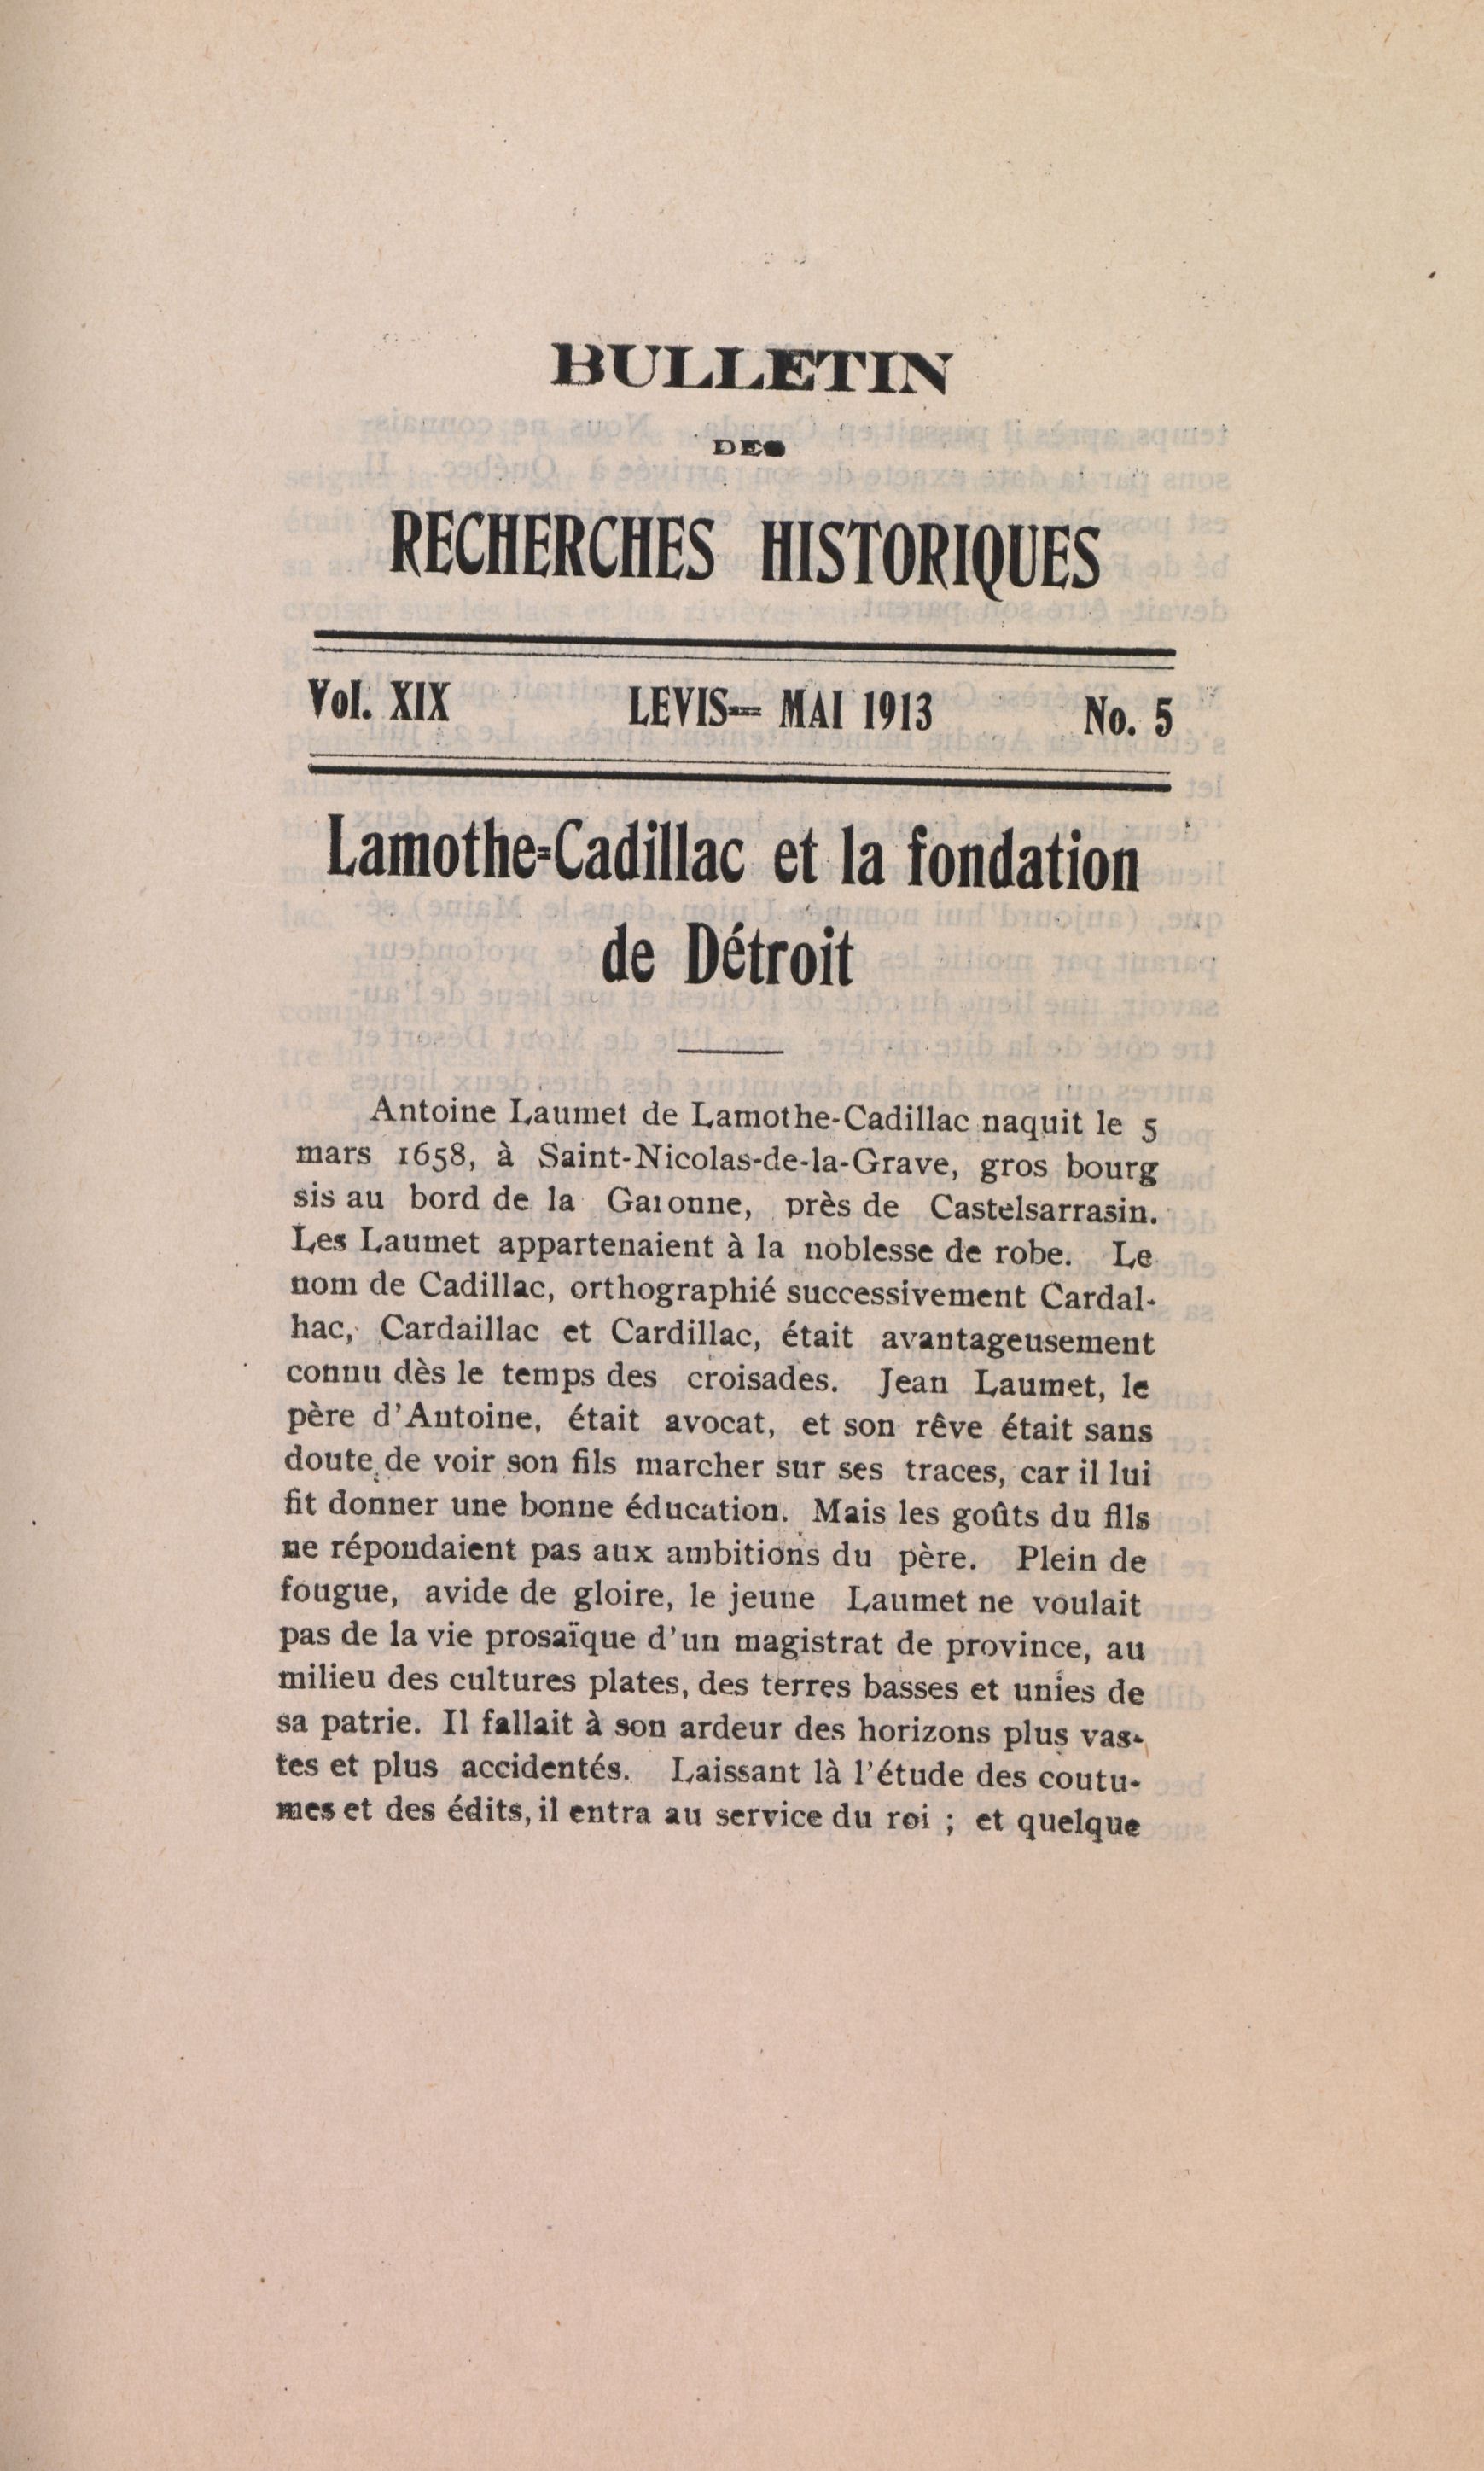 BULLETIN
DES
RECHERCHES HISTORIQUES
Vol. XIX LEVIS— MAI 1913 No. 5
Lamothe-Cadillac et la fondation
de Détroit
Antoine Laumet de Lamothe-Cadillac naquit le 5
mars 1658, à Saint-Nicolas-de-la-Grave, gros bourg
sis au bord de la Garonne, près de Castelsarrasin.
Les Laumet appartenaient à la noblesse de robe. Le
nom de Cadillac, orthographié successivement Cardal-
hac, Cardaillac et Cardillac, était avantageusement
connu dès le temps des croisades. Jean Laumet, le
père d'Antoine, était avocat, et son rêve était sans
doute de voir son fils marcher sur ses traces, car il lui
fit donner une bonne éducation. Mais les goûts du fils
ne répondaient pas aux ambitions du père. Plein de
fougue, avide de gloire, le jeune Laumet ne voulait
pas de la vie prosaïque d'un magistrat de province, au
milieu des cultures plates, des terres basses et unies de
sa patrie. Il fallait à son ardeur des horizons plus vas-
tes et plus accidentés. Laissant là l'étude des coutu-
mes et des édits, il entra au service du roi ; et quelque